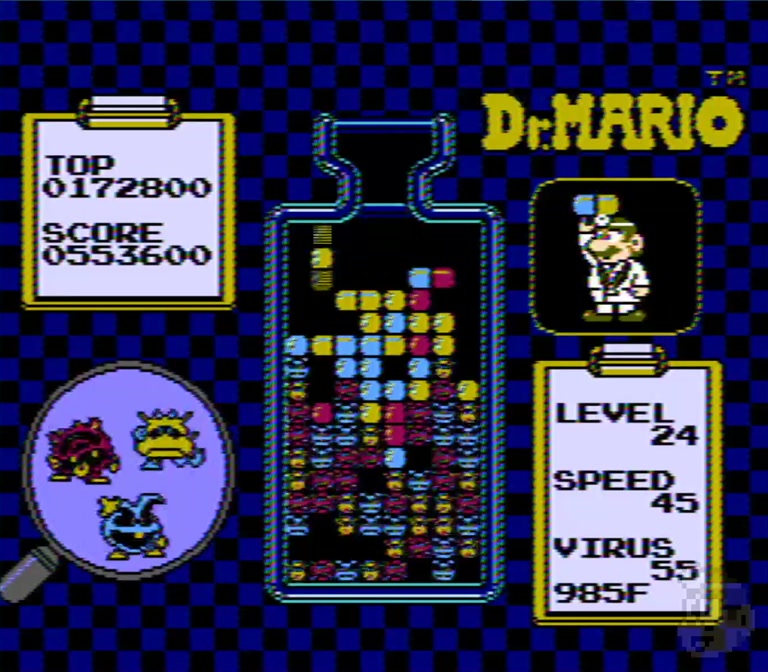 TM
Dr. MARIO
TOP
0172800
SCORE
0553600
LEVEL
24
SPEED
45
VIRUS
55
985F